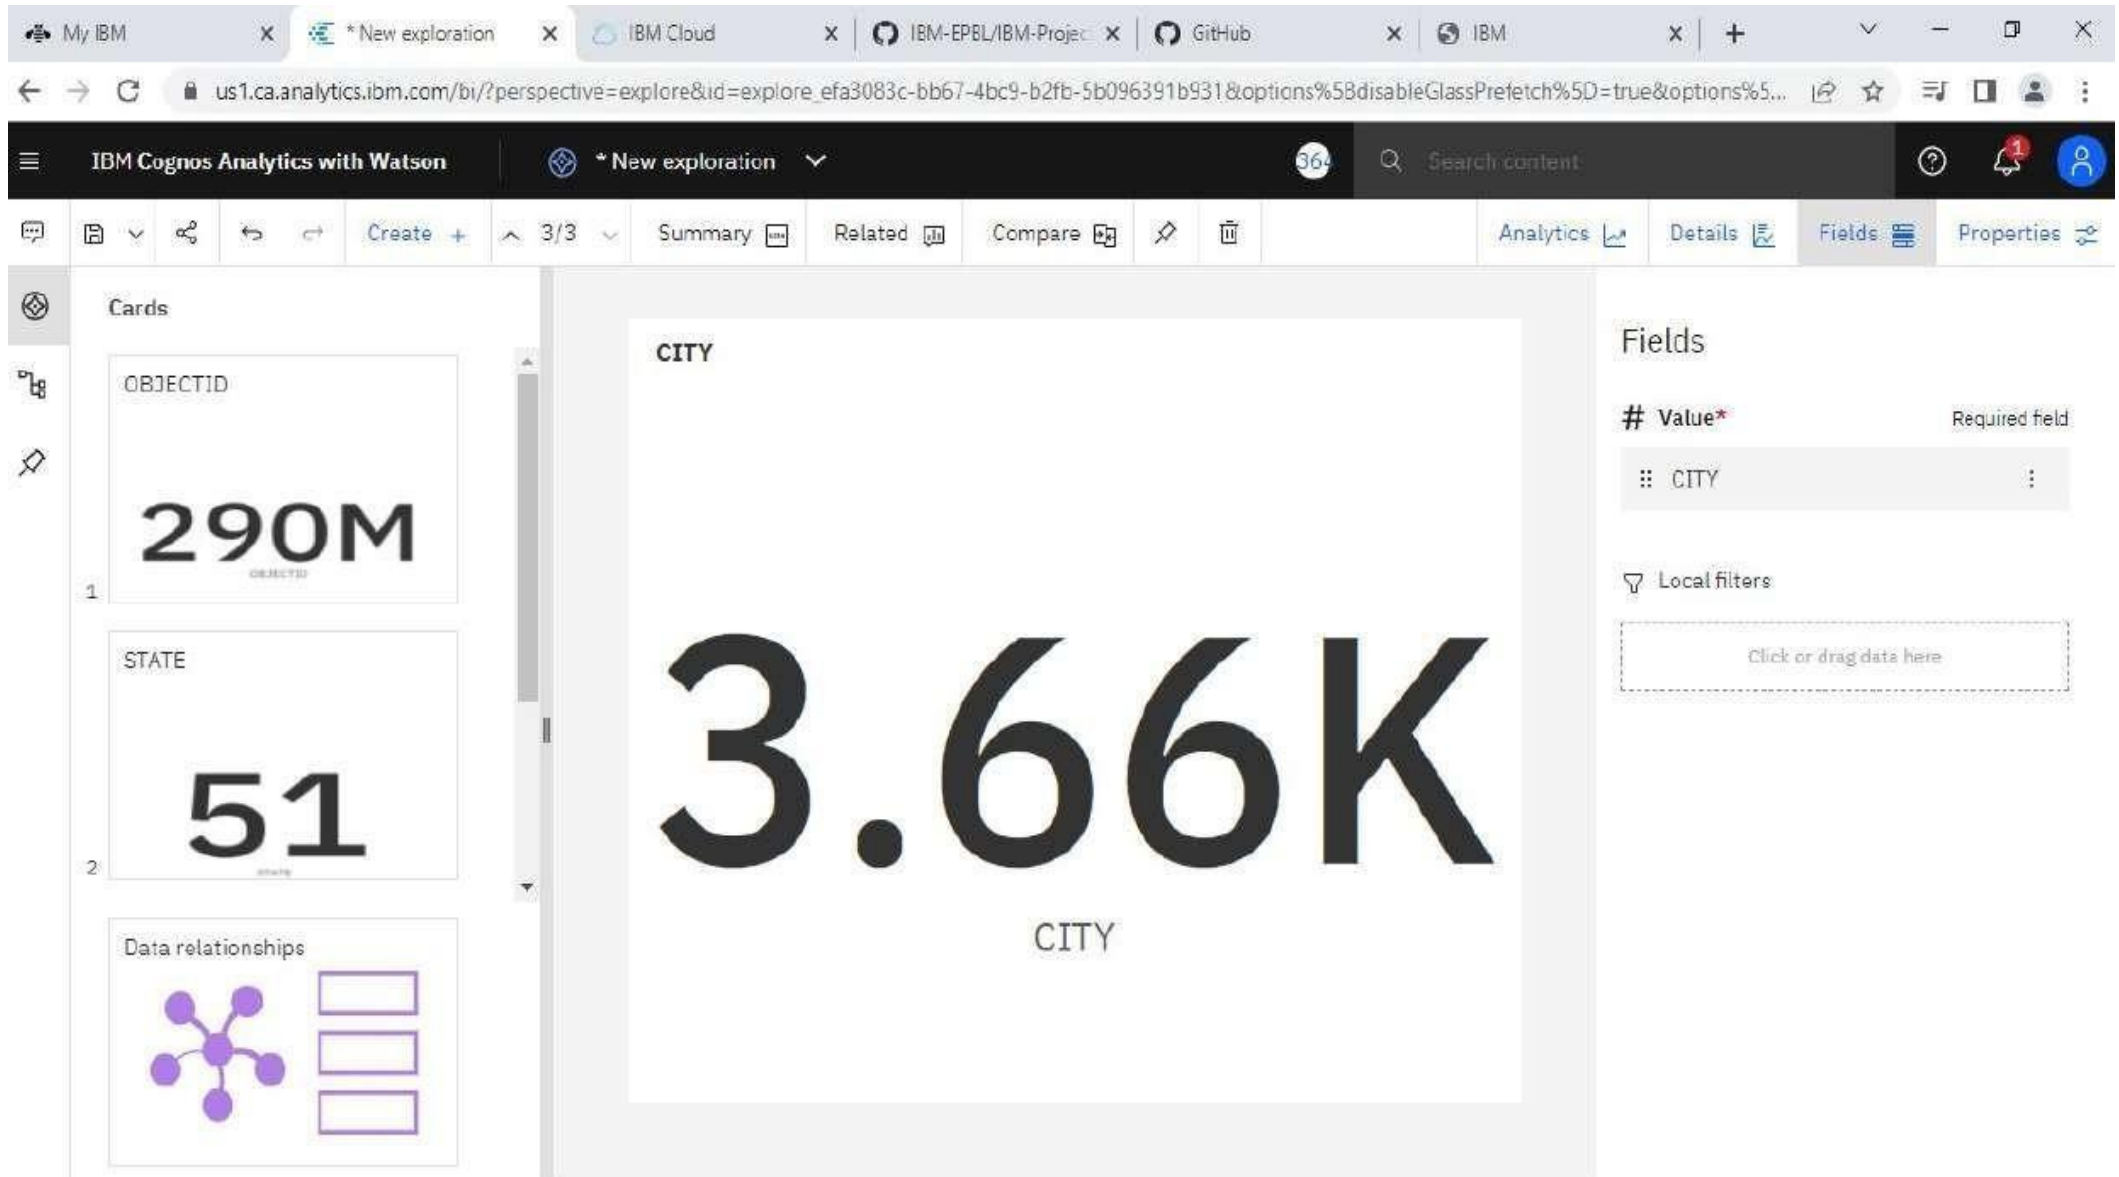 My IBM
* New exploration
IBM Cloud
IBM-EPBL/IBM-Projec
GitHub
IBM
us1.ca.analytics.ibm.com/bi/?perspective=explore&id=explore_efa3083c-bb67-4bc9-b2fb-5b096391b931&options%5BdisableGlassPrefetch%5D=true&options%5...
IBM Cognos Analytics with Watson
* New exploration
364
Search content
1
Create +
3/3
Summary
Related
Compare
Analytics
Details
Fields
Properties
Cards
OBJECTID
290M
OBJECTID
1
STATE
51
STATE
2
Data relationships
CITY
3.66K
CITY
Fields
# Value*
Required field
CITY
Local filters
Click or drag data here